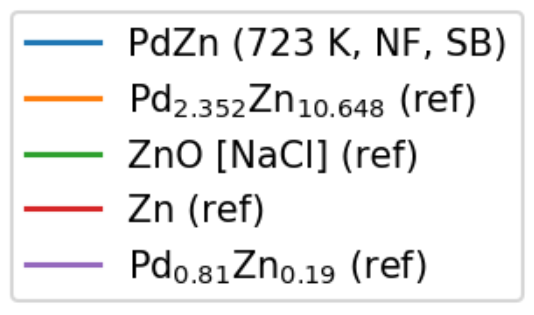 PdZn (723 K, NF, SB)
Pd₂.₃₅₂Zn₁₀.₆₄₈ (ref)
ZnO [NaCl] (ref)
Zn (ref)
Pd₀.₈₁Zn₀.₁₉ (ref)